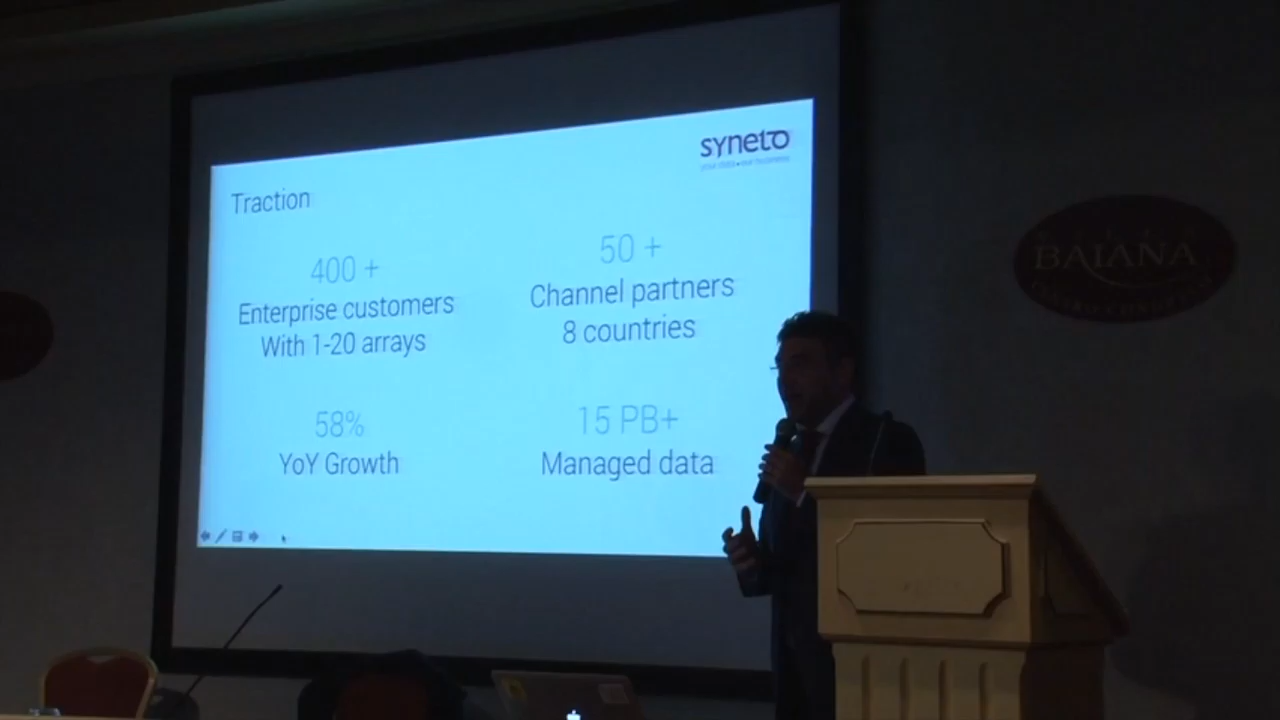 syneto
Traction
400 +
Enterprise customers
With 1-20 arrays
50 +
Channel partners
8 countries
58%
YoY Growth
15 PB+
Managed data
BAIANA